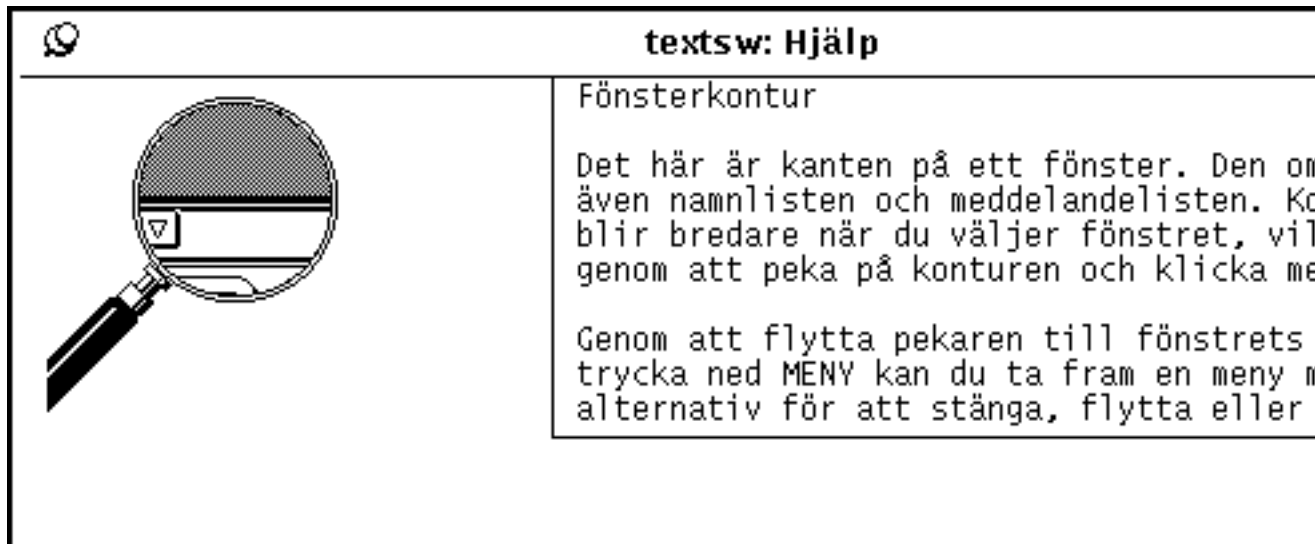 textsw: Hjälp
Fönsterkontur
Det här är kanten på ett fönster. Den om
även namnlisten och meddelandelisten. Ko
blir bredare när du väljer fönstret, vil
genom att peka på konturen och klicka me
Genom att flytta pekaren till fönstrets
trycka ned MENY kan du ta fram en meny m
alternativ för att stänga, flytta eller